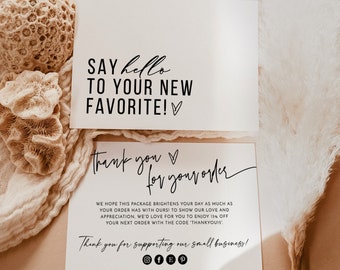 SAY hello
TO YOUR NEW
FAVORITE!
thank you
for your order
WE HOPE THIS PACKAGE BRIGHTENS YOUR DAY AS MUCH AS
YOUR ORDER HAS WITH OURS! TO SHOW OUR LOVE AND
APPRECIATION, WE'D LOVE FOR YOU TO ENJOY 15% OFF
YOUR NEXT ORDER WITH THE CODE 'THANKYOU15'
Thank you for supporting our small business!